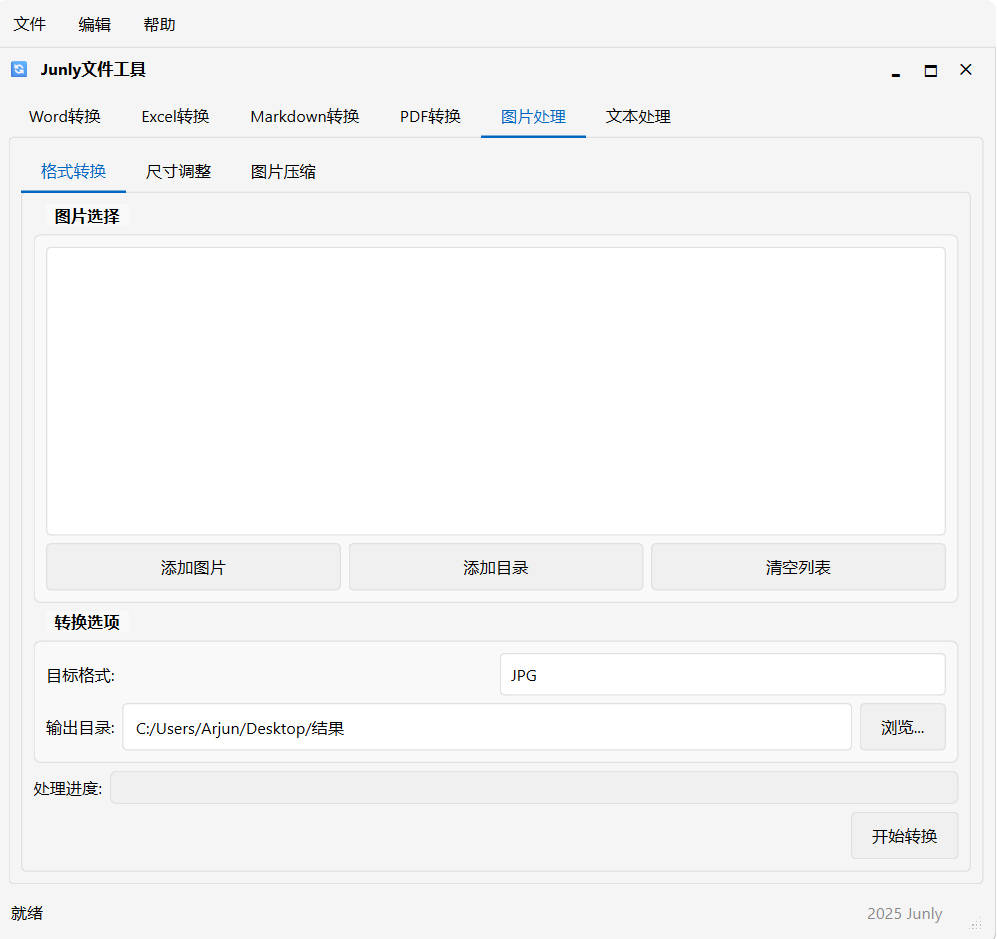 文件 编辑 帮助
Junly文件工具
Word转换 Excel转换 Markdown转换 PDF转换 图片处理 文本处理
格式转换 尺寸调整 图片压缩
图片选择
添加图片 添加目录 清空列表
转换选项
目标格式: JPG
输出目录: C:/Users/Arjun/Desktop/结果 浏览...
处理进度:
开始转换
就绪 2025 Junly